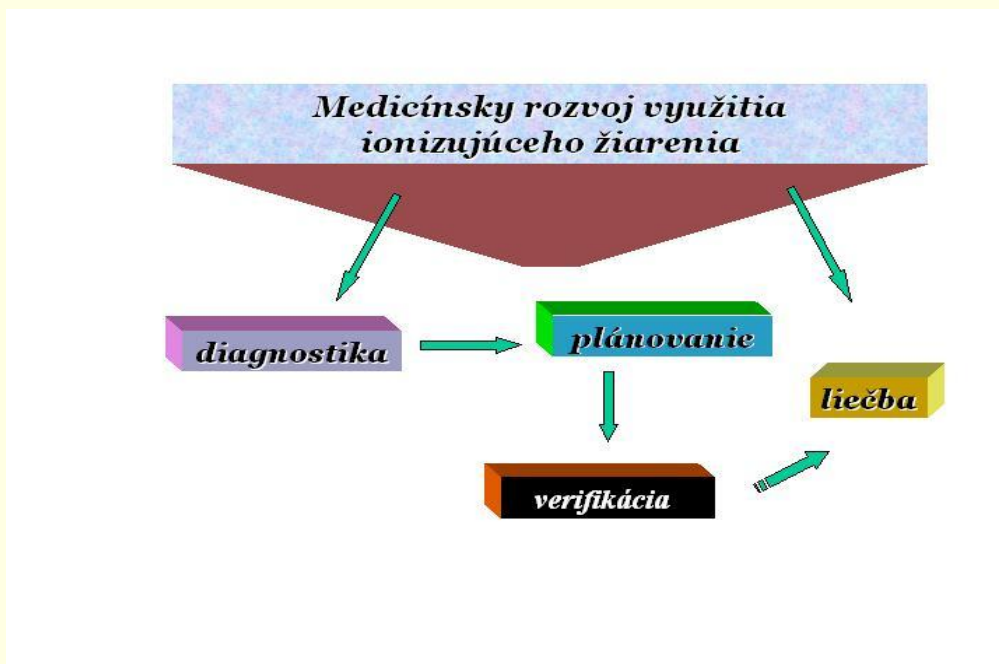 Medicínsky rozvoj využitia
ionizujúceho žiarenia
diagnostika
plánovanie
liečba
verifikácia